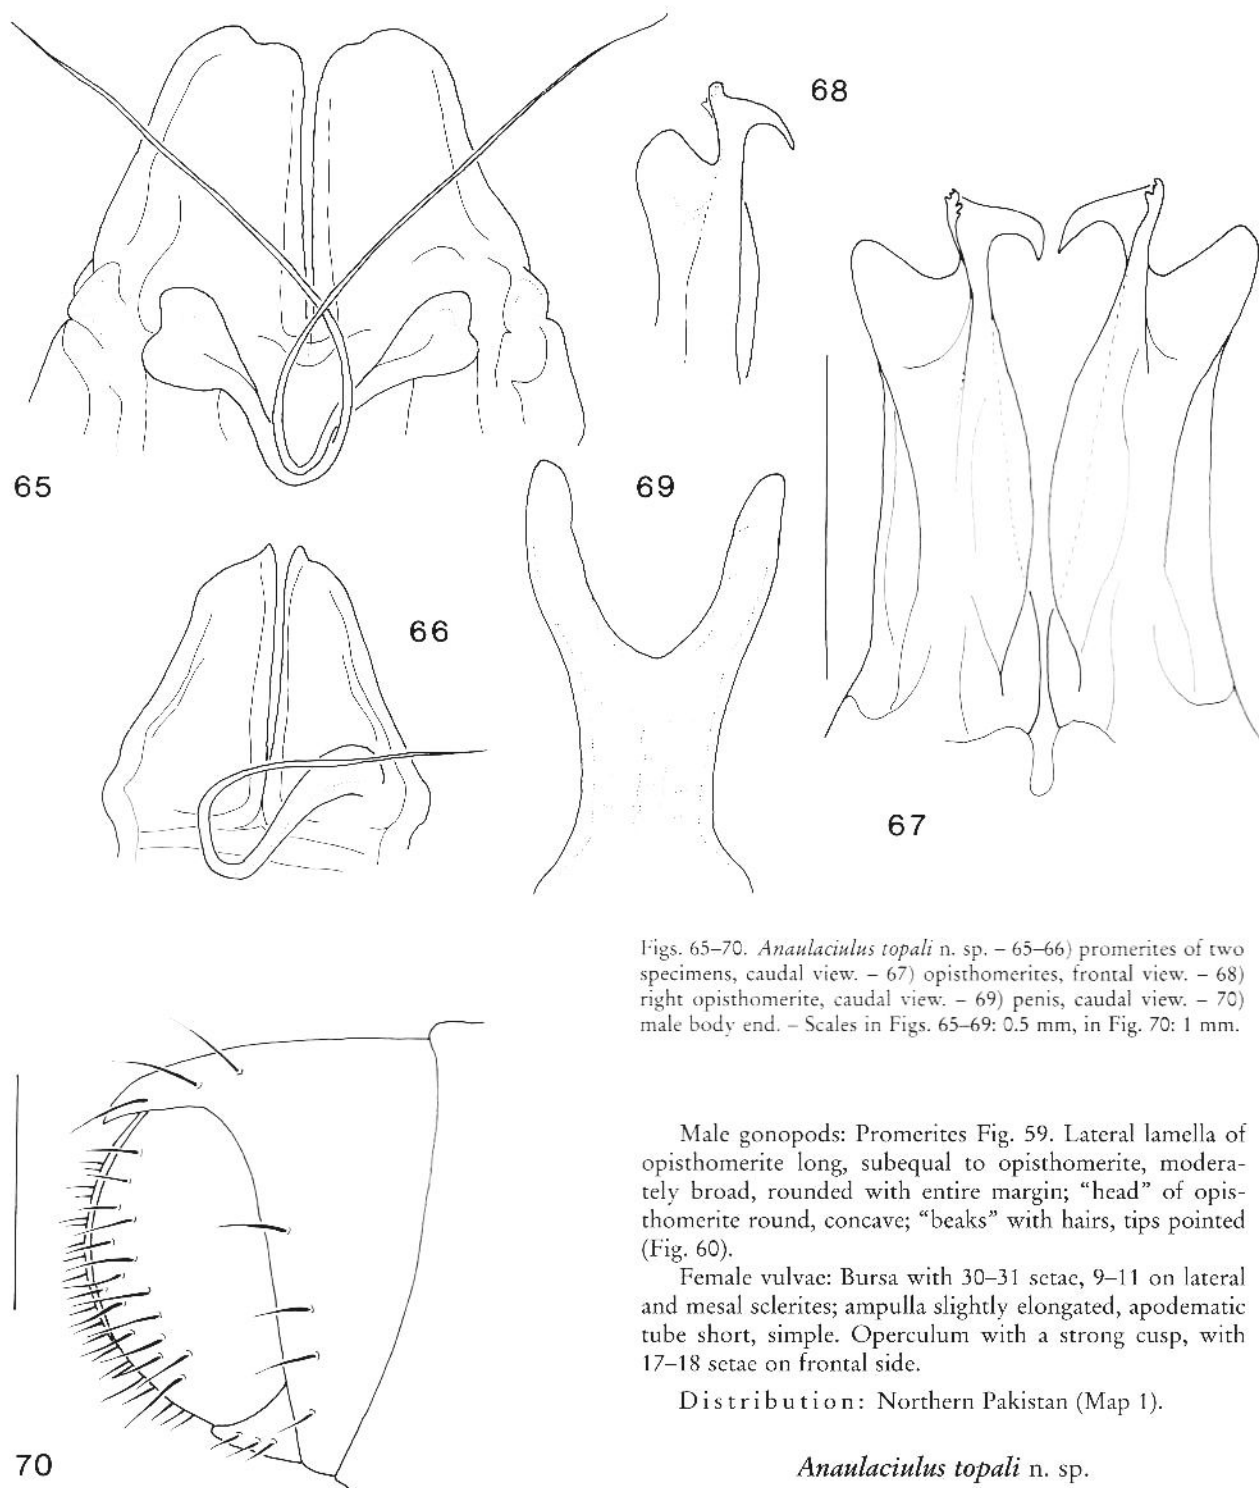 68
65
69
66
67
Figs. 65–70. Anaulaciulus topali n. sp. – 65–66) promerites of two
specimens, caudal view. – 67) opisthomerites, frontal view. – 68)
right opisthomerite, caudal view. – 69) penis, caudal view. – 70)
male body end. – Scales in Figs. 65–69: 0.5 mm, in Fig. 70: 1 mm.
Male gonopods: Promerites Fig. 59. Lateral lamella of
opisthomerite long, subequal to opisthomerite, modera-
tely broad, rounded with entire margin; “head” of opis-
thomerite round, concave; “beaks” with hairs, tips pointed
(Fig. 60).
Female vulvae: Bursa with 30–31 setae, 9–11 on lateral
and mesal sclerites; ampulla slightly elongated, apodematic
tube short, simple. Operculum with a strong cusp, with
17–18 setae on frontal side.
Distribution: Northern Pakistan (Map 1).
70
Anaulaciulus topali n. sp.